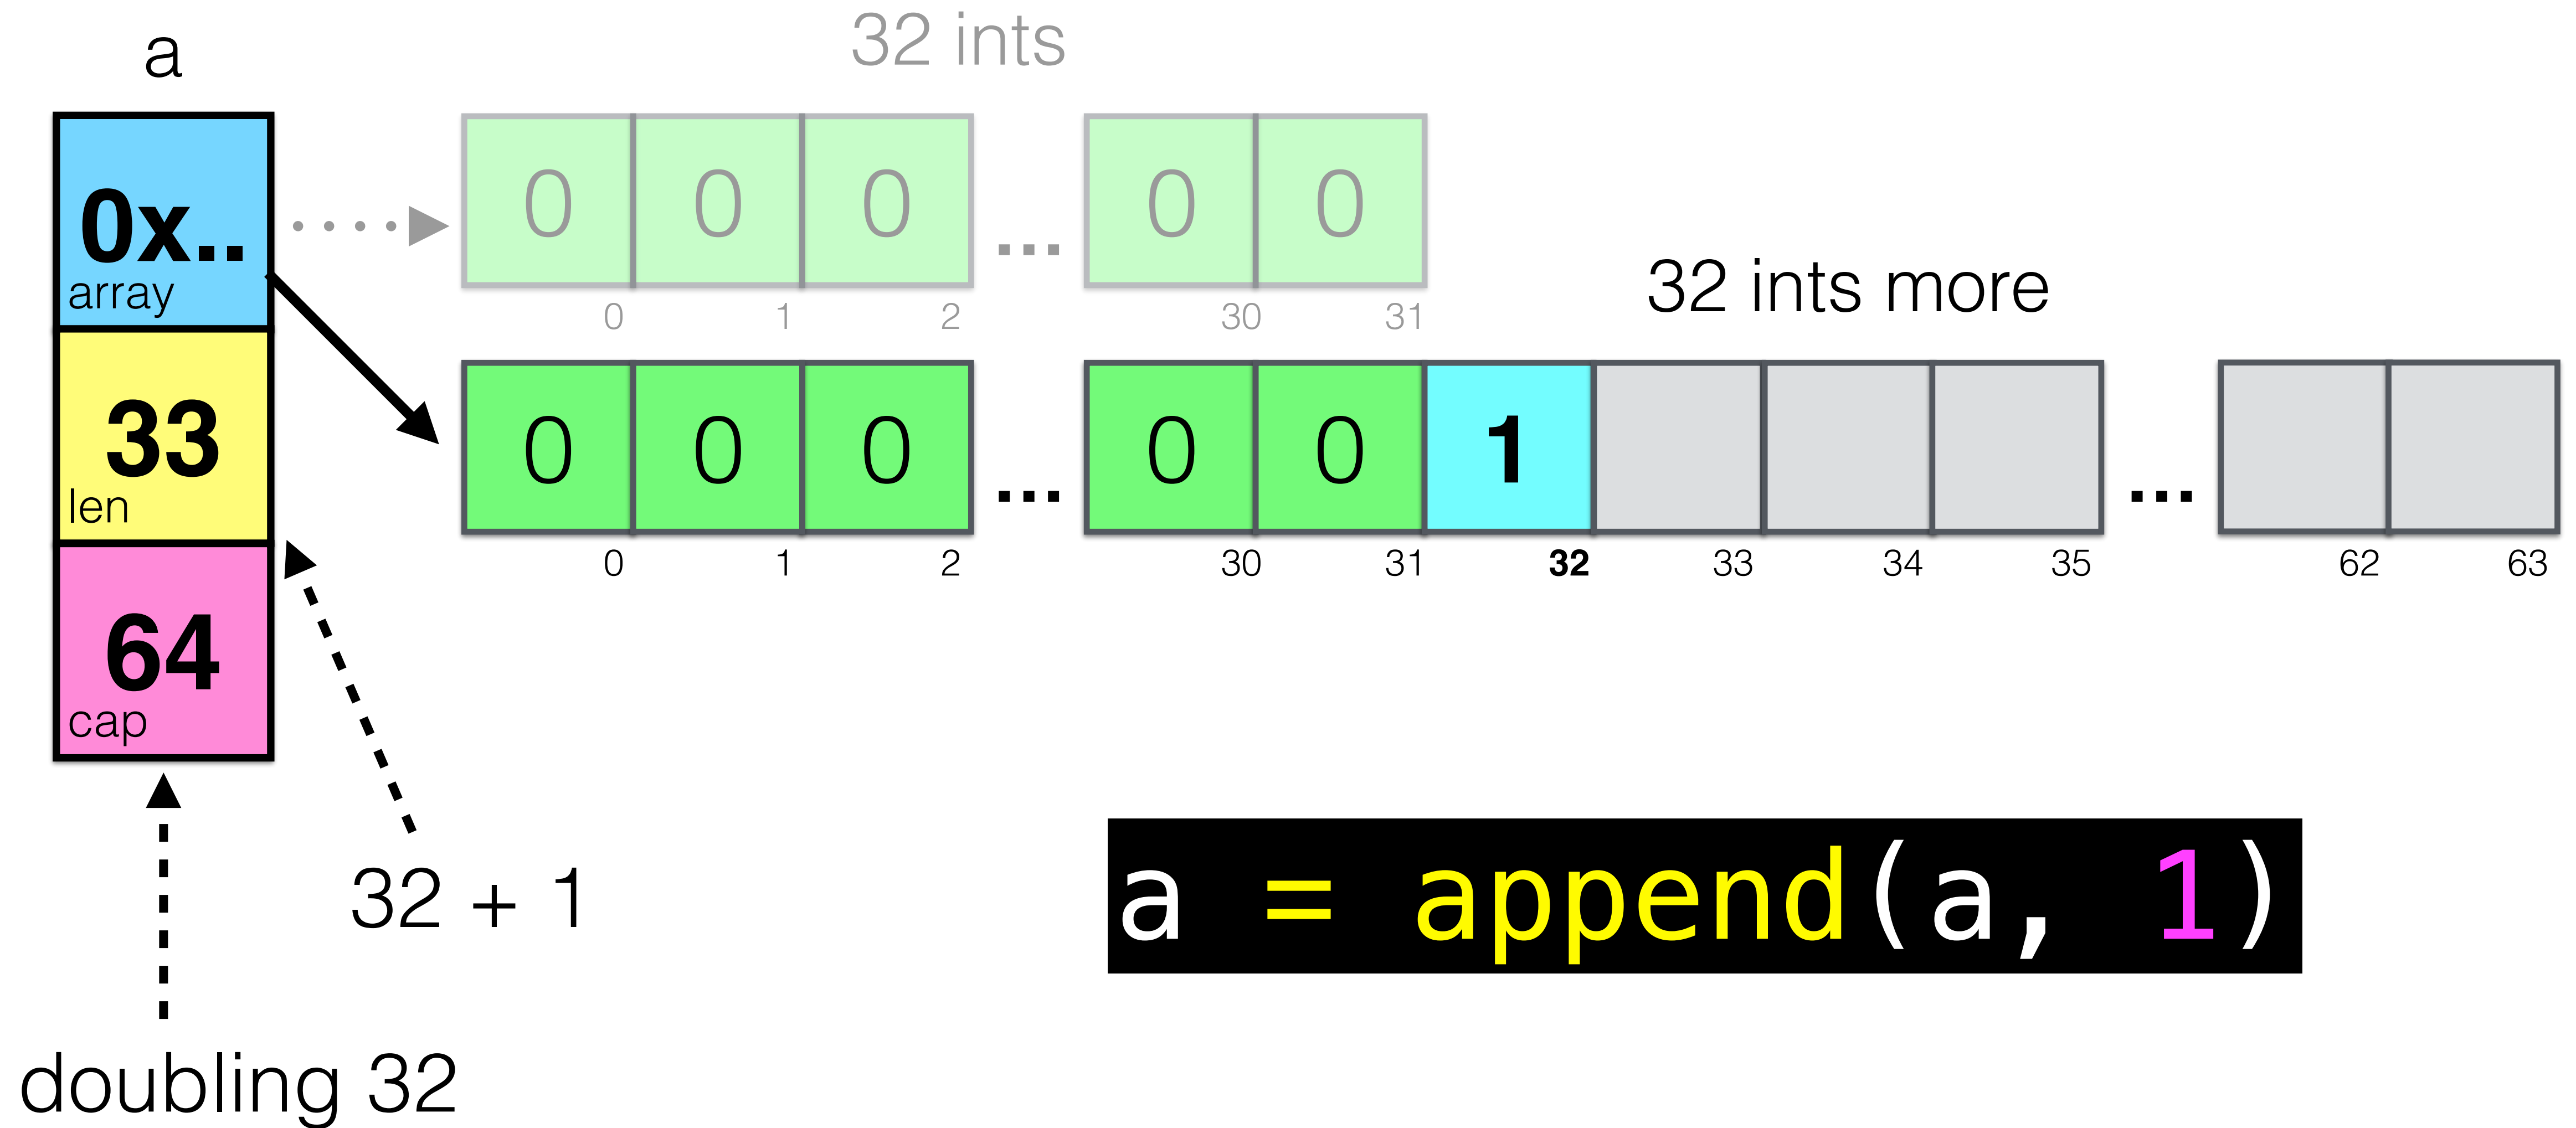 a
32 ints
0x..
array
0 0 0 ... 0 0
0 1 2 30 31
32 ints more
33
len
0 0 0 ... 0 0 1 ...
0 1 2 30 31 32 33 34 35 62 63
64
cap
32 + 1
a = append(a, 1)
doubling 32